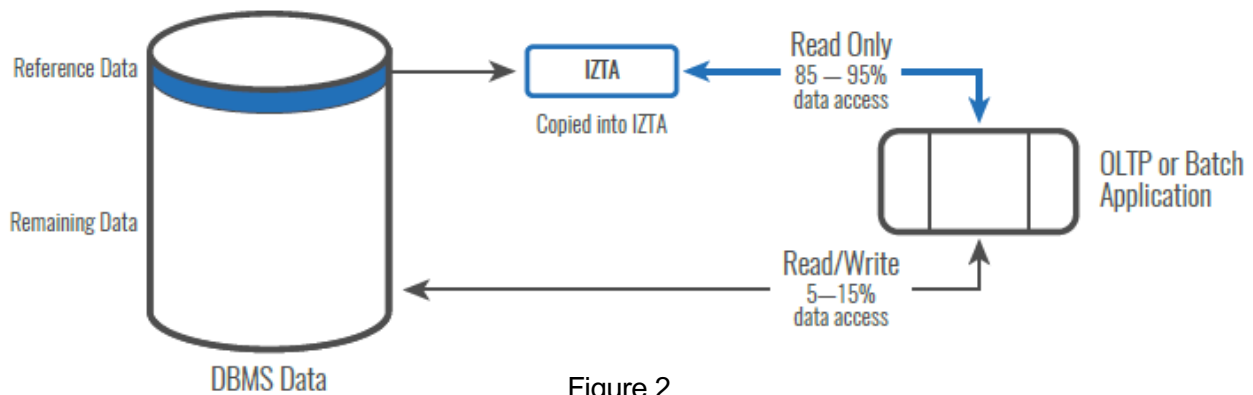 Reference Data
IZTA
Copied into IZTA
Read Only
85 — 95%
data access
OLTP or Batch
Application
Remaining Data
Read/Write
5—15%
data access
DBMS Data
Figure 2